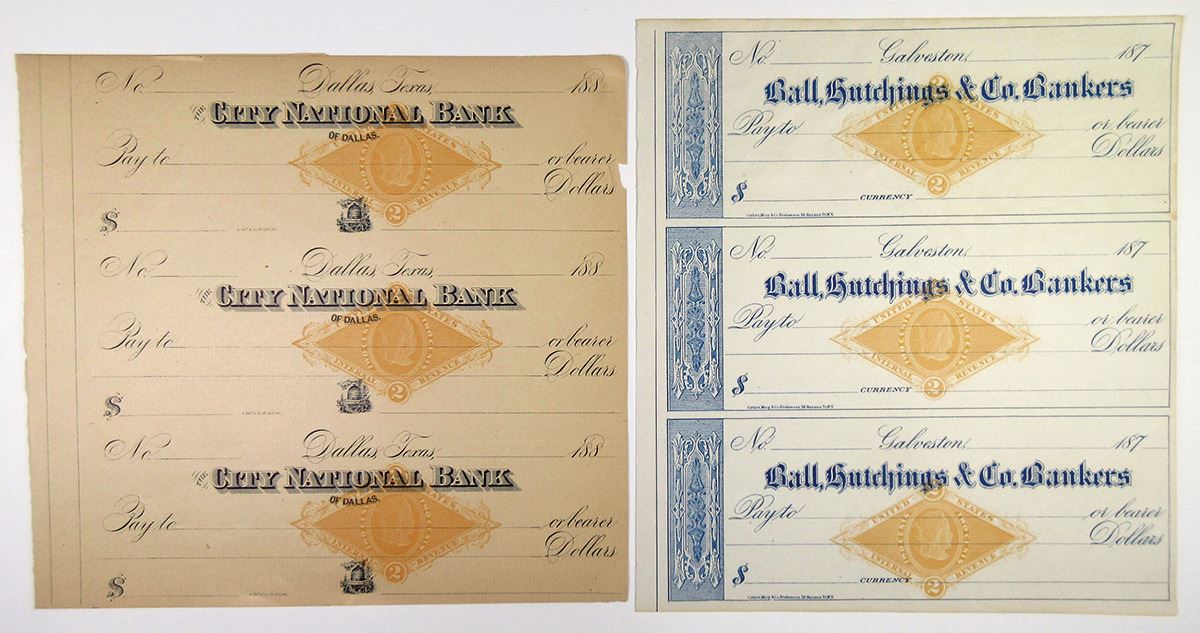 No. Dallas, Texas, 188
THE CITY NATIONAL BANK
OF DALLAS.
UNITED STATES
Pay to or bearer
INTERNAL REVENUE
Dollars
$ 2
No. Dallas, Texas, 188
THE CITY NATIONAL BANK
OF DALLAS.
Pay to or bearer
INTERNAL REVENUE
Dollars
$ 2
No. Dallas, Texas, 188
THE CITY NATIONAL BANK
OF DALLAS.
Pay to or bearer
INTERNAL REVENUE
Dollars
$ 2
No. Galveston, 187
Ball, Hutchings & Co. Bankers
UNITED STATES
Pay to or bearer
INTERNAL REVENUE
Dollars
2
$ CURRENCY
No. Galveston, 187
Ball, Hutchings & Co. Bankers
UNITED STATES
Pay to or bearer
INTERNAL REVENUE
Dollars
2
$ CURRENCY
No. Galveston, 187
Ball, Hutchings & Co. Bankers
UNITED STATES
Pay to or bearer
INTERNAL REVENUE
Dollars
2
$ CURRENCY